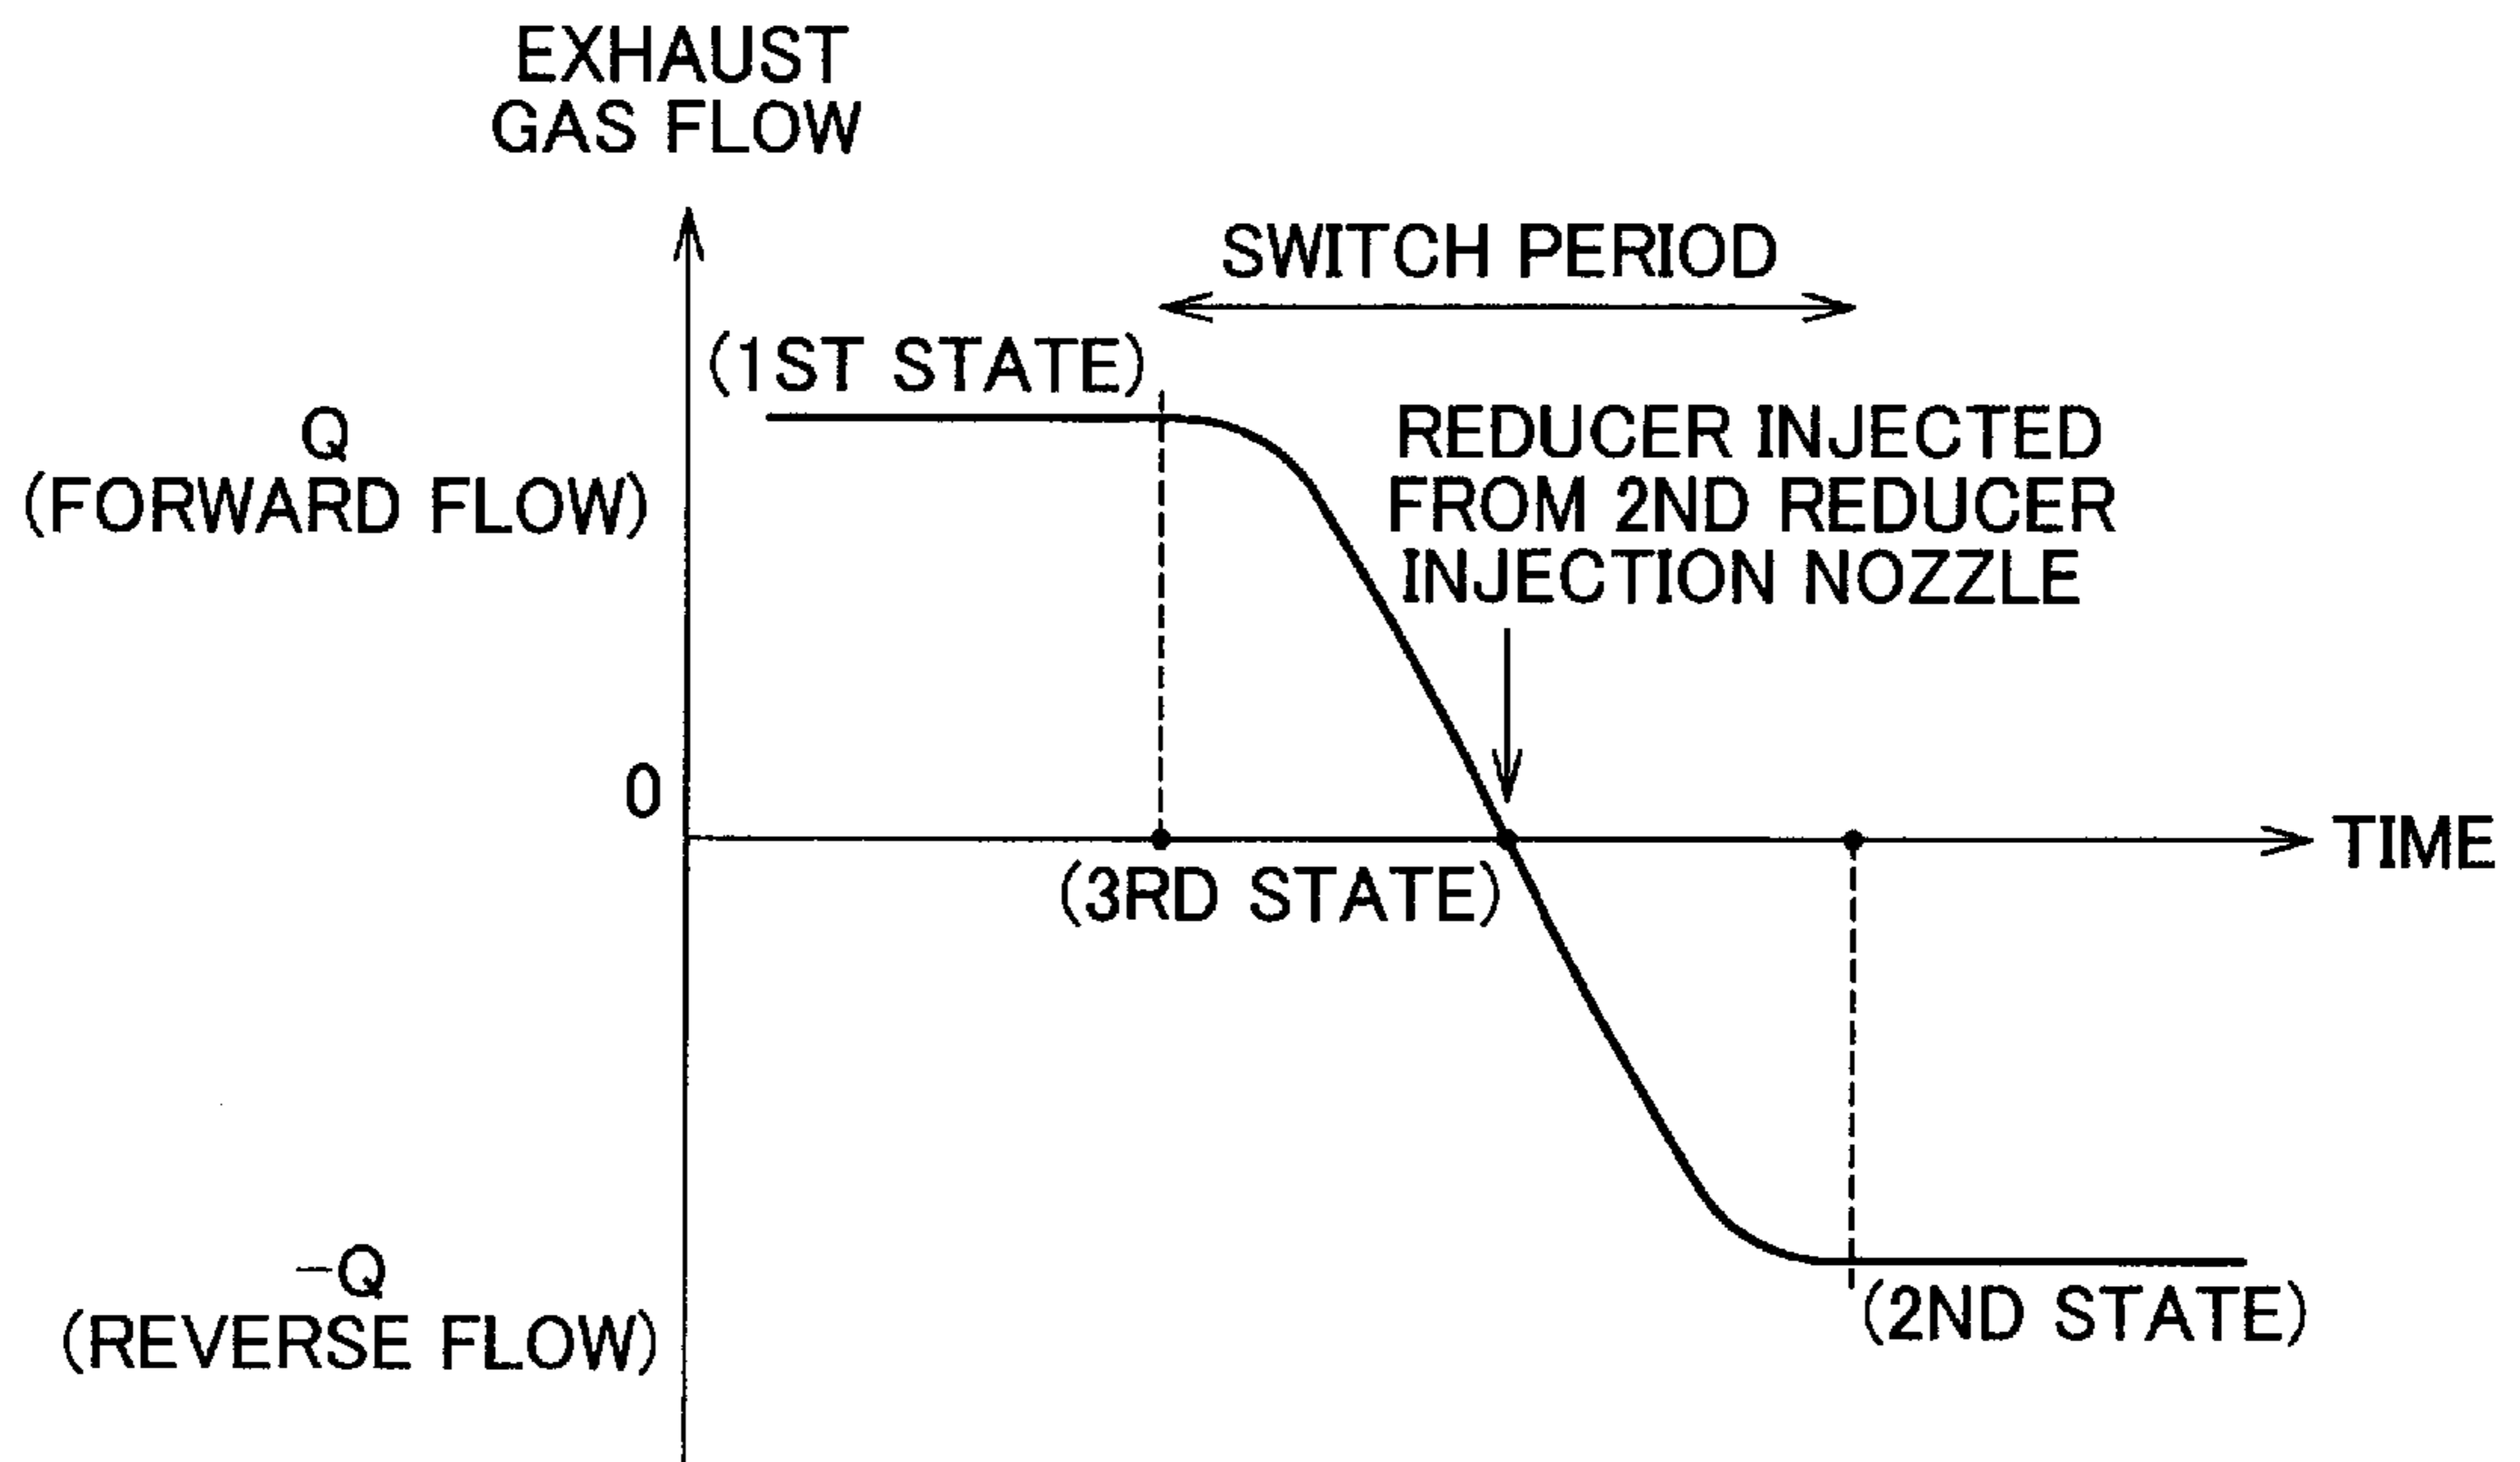 EXHAUST
GAS FLOW
SWITCH PERIOD
(1ST STATE)
Q
(FORWARD FLOW)
REDUCER INJECTED
FROM 2ND REDUCER
INJECTION NOZZLE
0
TIME
(3RD STATE)
-Q
(REVERSE FLOW)
(2ND STATE)